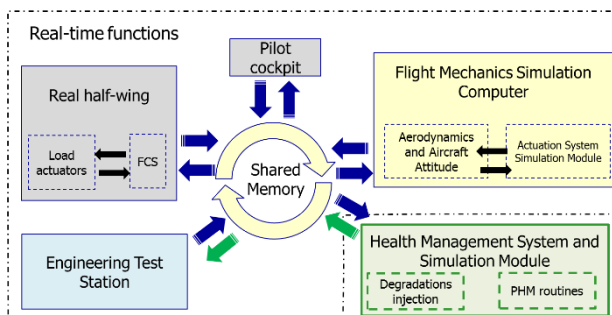 Real-time functions
Pilot
cockpit
Real half-wing
Load
actuators
FCS
Flight Mechanics Simulation
Computer
Aerodynamics
and Aircraft
Attitude
Actuation System
Simulation Module
Shared
Memory
Engineering Test
Station
Health Management System and
Simulation Module
Degradations
injection
PHM routines